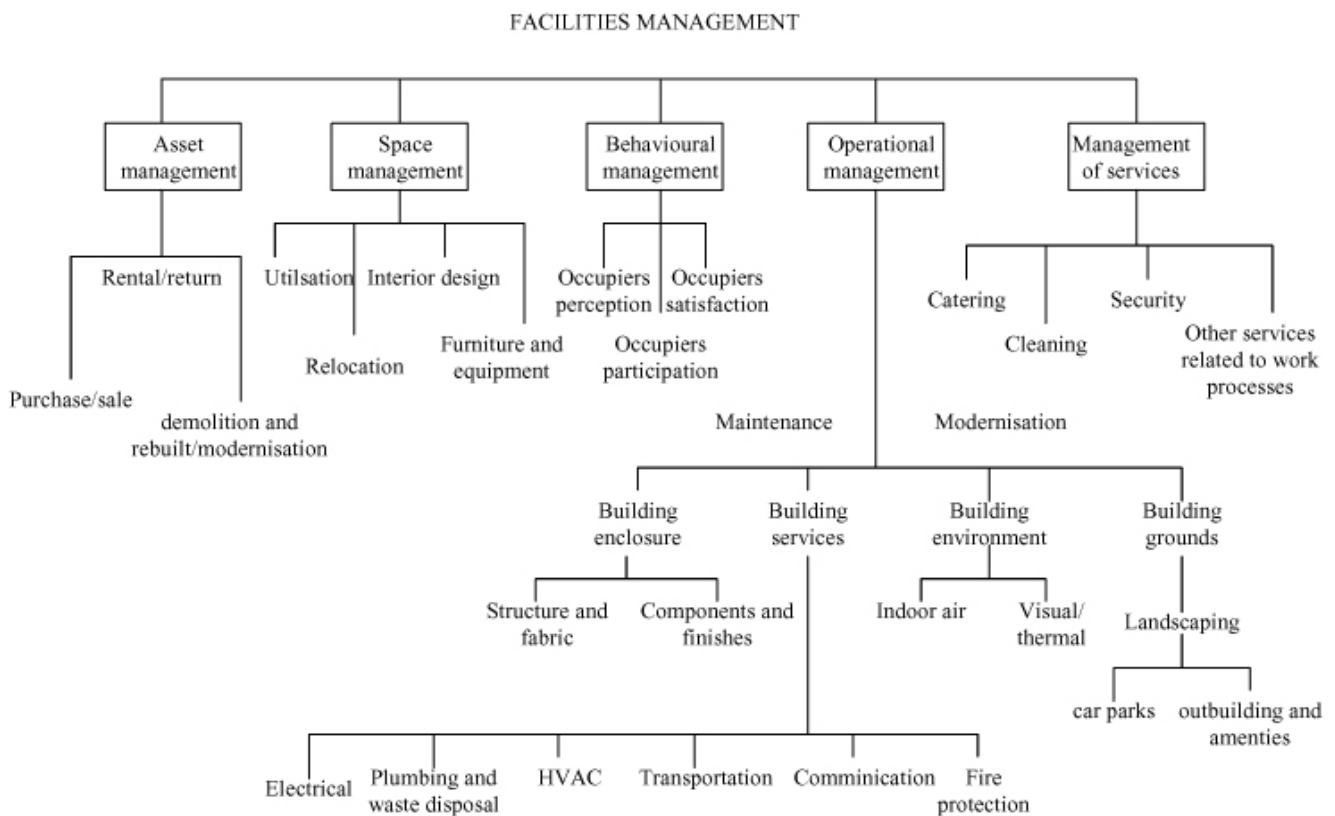 FACILITIES MANAGEMENT
Asset
management
Space
management
Behavioural
management
Operational
management
Management
of services
Rental/return
Purchase/sale
demolition and
rebuilt/modernisation
Utilsation
Interior design
Relocation
Furniture and
equipment
Occupiers
perception
Occupiers
satisfaction
Occupiers
participation
Catering
Cleaning
Security
Other services
related to work
processes
Maintenance
Modernisation
Building
enclosure
Building
services
Building
environment
Building
grounds
Structure and
fabric
Components and
finishes
Indoor air
Visual/
thermal
Landscaping
car parks
outbuilding and
amenties
Electrical
Plumbing and
waste disposal
HVAC
Transportation
Comminication
Fire
protection